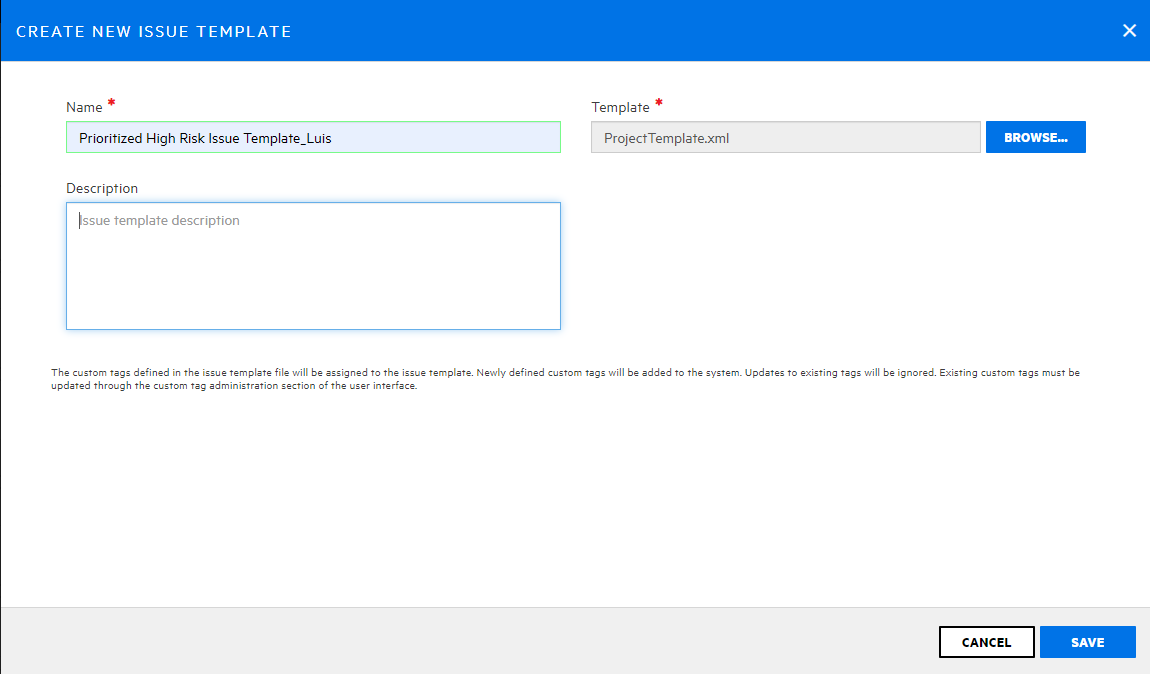 CREATE NEW ISSUE TEMPLATE
Name *
Template *
Prioritized High Risk Issue Template_Luis
ProjectTemplate.xml
BROWSE...
Description
Issue template description
The custom tags defined in the issue template file will be assigned to the issue template. Newly defined custom tags will be added to the system. Updates to existing tags will be ignored. Existing custom tags must be
updated through the custom tag administration section of the user interface.
CANCEL
SAVE